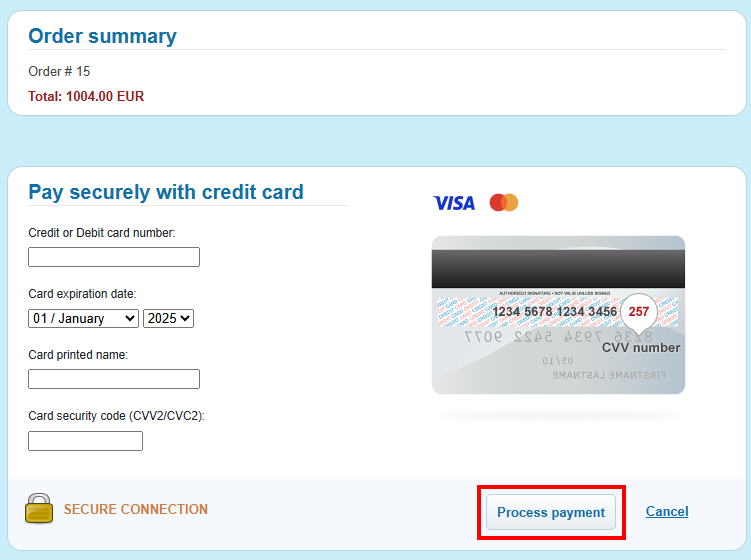 Order summary
Order # 15
Total: 1004.00 EUR
Pay securely with credit card
VISA
Credit or Debit card number:
Card expiration date:
01 / January
2025
Card printed name:
Card security code (CVV2/CVC2):
AUTHORIZED SIGNATURE • NOT VALID UNLESS SIGNED
1234 5678 1234 3456 257
8236 7934 5422 9077
CVV number
05/10
FIRSTNAME LASTNAME
SECURE CONNECTION
Process payment
Cancel